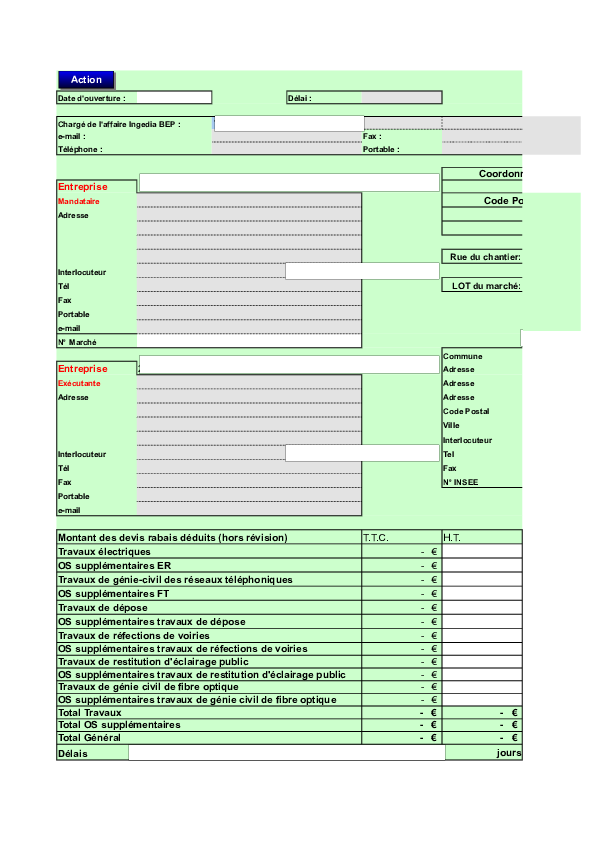 Action
Date d'ouverture :
Délai :
Chargé de l'affaire Ingedia BEP :
e-mail :
Fax :
Téléphone :
Portable :
Entreprise
Mandataire
Code Po
Adresse
Rue du chantier:
Interlocuteur
Tél
LOT du marché:
Fax
Portable
e-mail
N° Marché
Commune
Entreprise
Adresse
Exécutante
Adresse
Adresse
Adresse
Code Postal
Ville
Interlocuteur
Interlocuteur
Tel
Tél
Fax
Fax
N° INSEE
Portable
e-mail
Montant des devis rabais déduits (hors révision) T.T.C. H.T.
Travaux électriques - €
OS supplémentaires ER - €
Travaux de génie-civil des réseaux téléphoniques - €
OS supplémentaires FT - €
Travaux de dépose - €
OS supplémentaires travaux de dépose - €
Travaux de réfections de voiries - €
OS supplémentaires travaux de réfections de voiries - €
Travaux de restitution d'éclairage public - €
OS supplémentaires travaux de restitution d'éclairage public - €
Travaux de génie civil de fibre optique - €
OS supplémentaires travaux de génie civil de fibre optique - €
Total Travaux - € - €
Total OS supplémentaires - € - €
Total Général - € - €
Délais jours